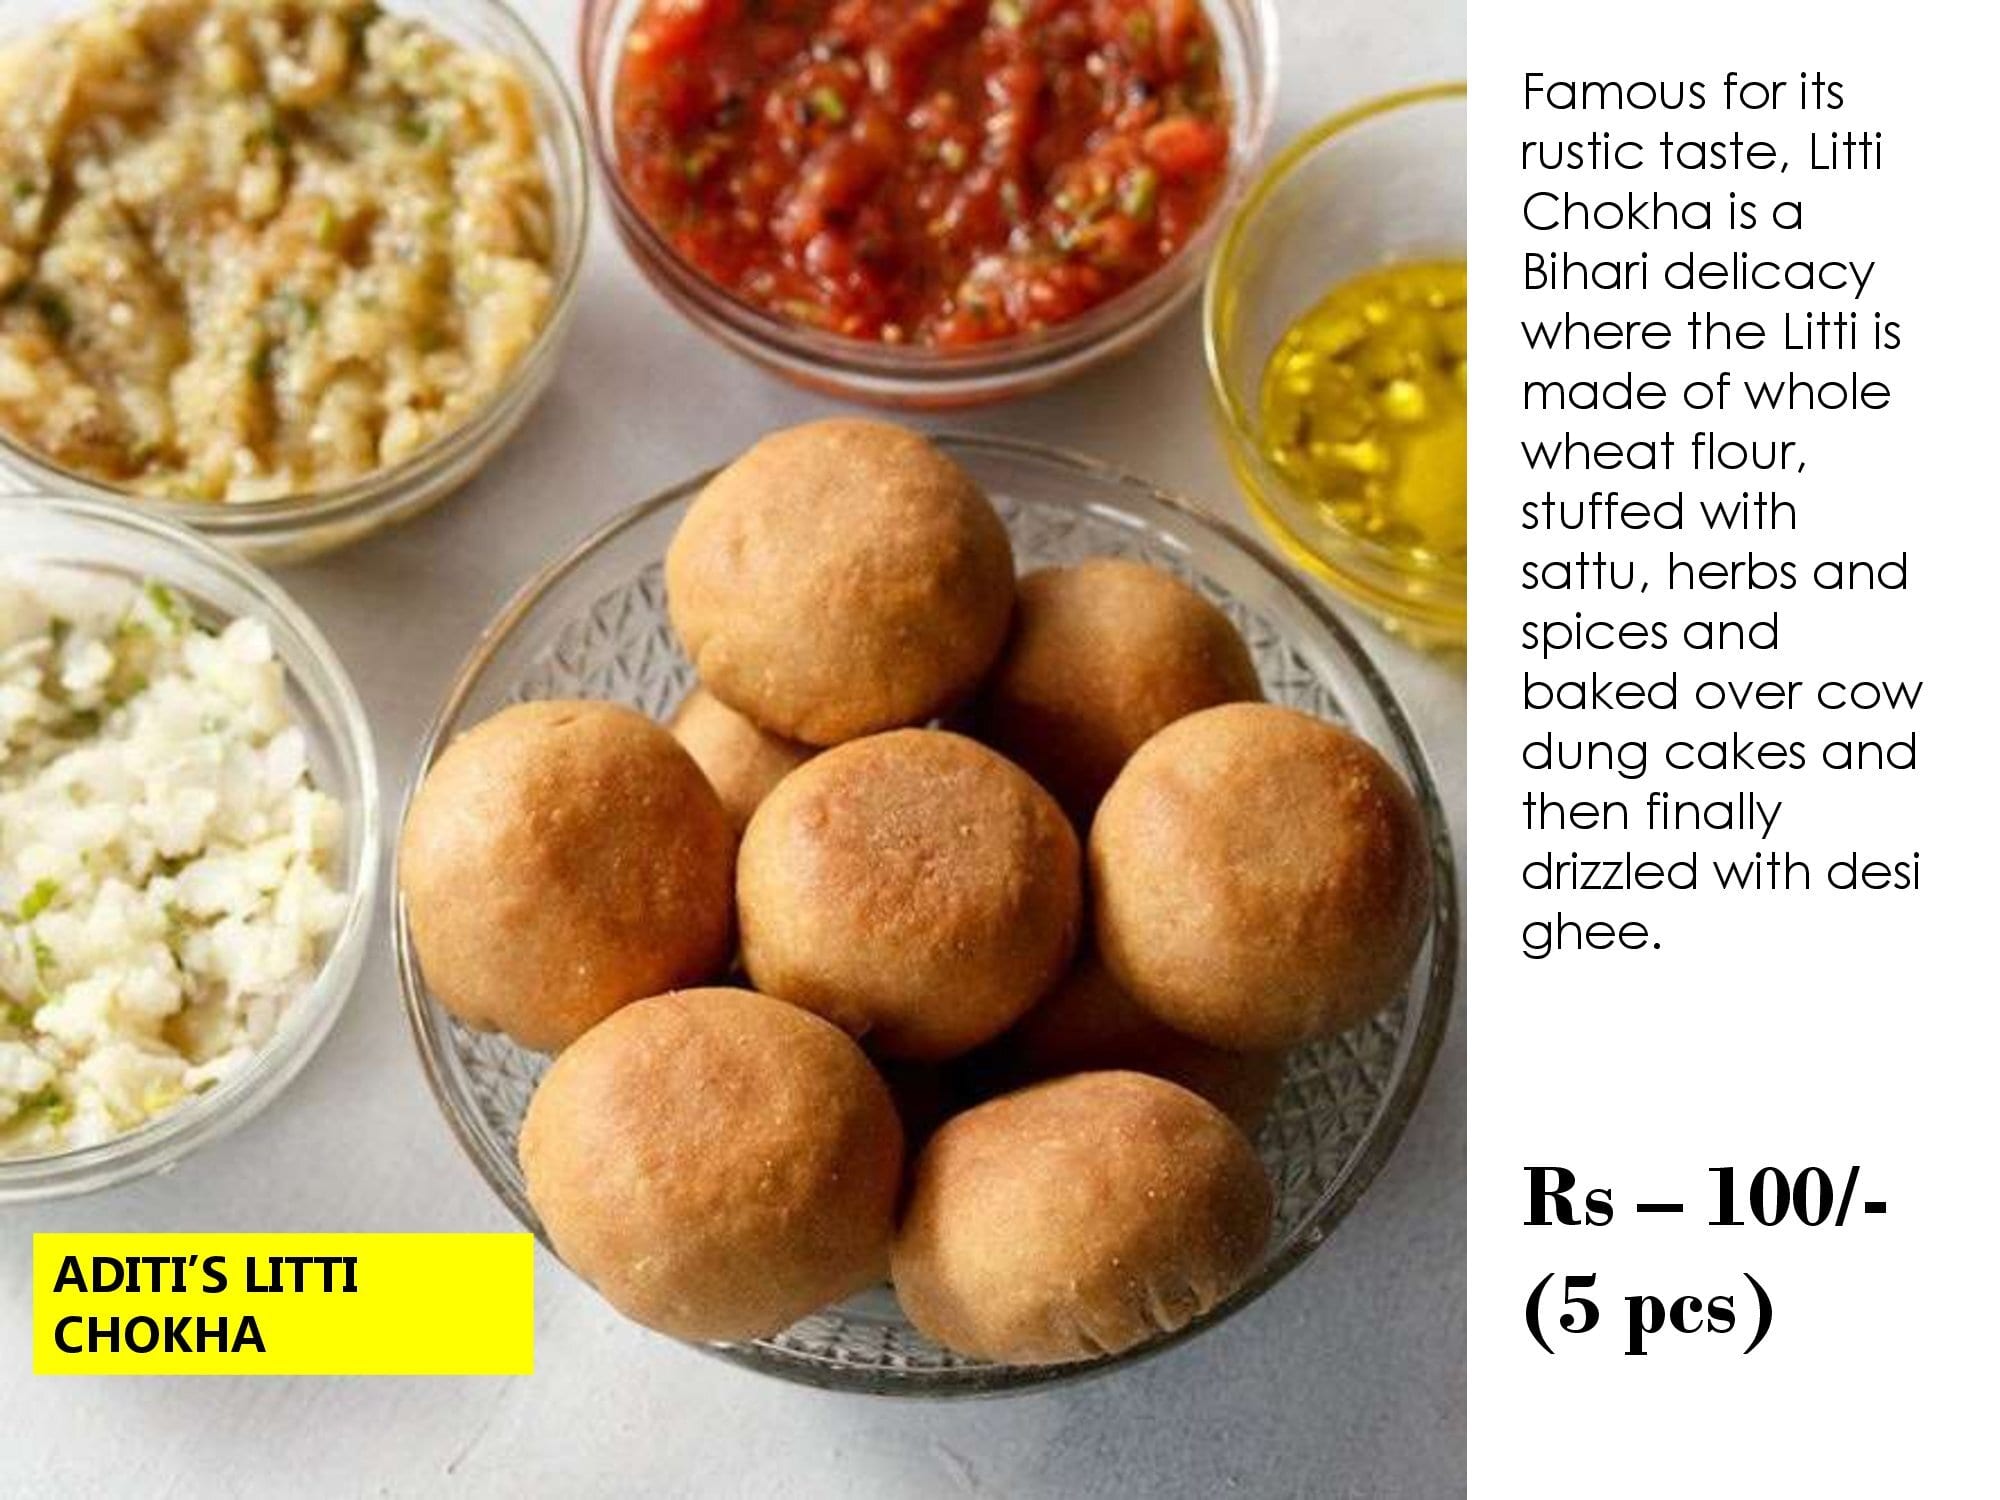 Famous for its
rustic taste, Litti
Chokha is a
Bihari delicacy
where the Litti is
made of whole
wheat flour,
stuffed with
sattu, herbs and
spices and
baked over cow
dung cakes and
then finally
drizzled with desi
ghee.
Rs – 100/-
(5 pcs)
ADITI’S LITTI
CHOKHA